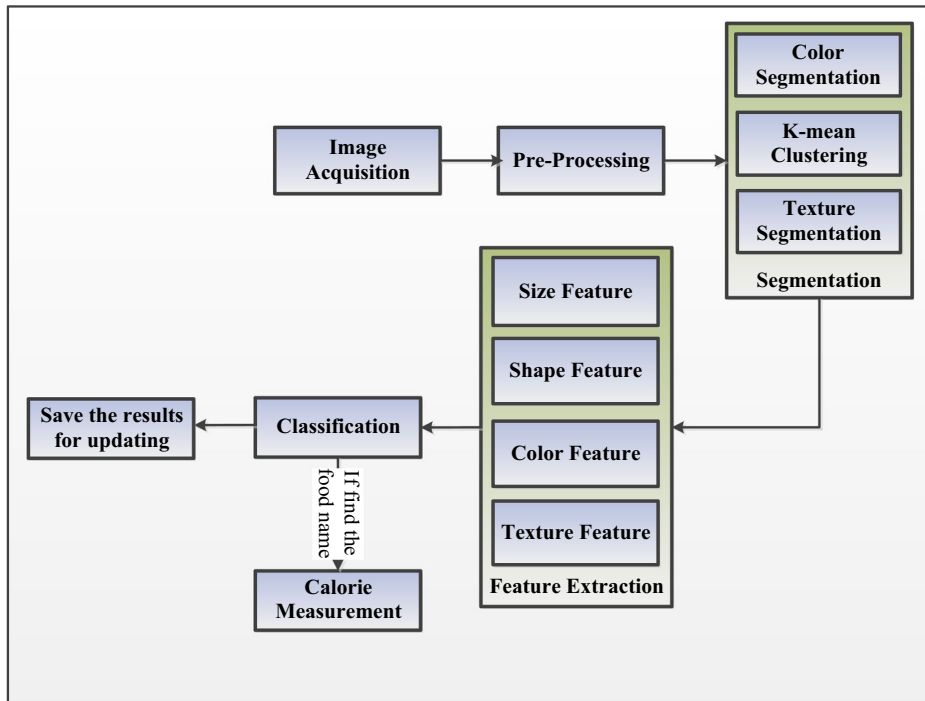 Image
Acquisition
Pre-Processing
Color
Segmentation
K-mean
Clustering
Texture
Segmentation
Segmentation
Size Feature
Shape Feature
Color Feature
Texture Feature
Feature Extraction
Classification
Save the results
for updating
If find the
food name
Calorie
Measurement